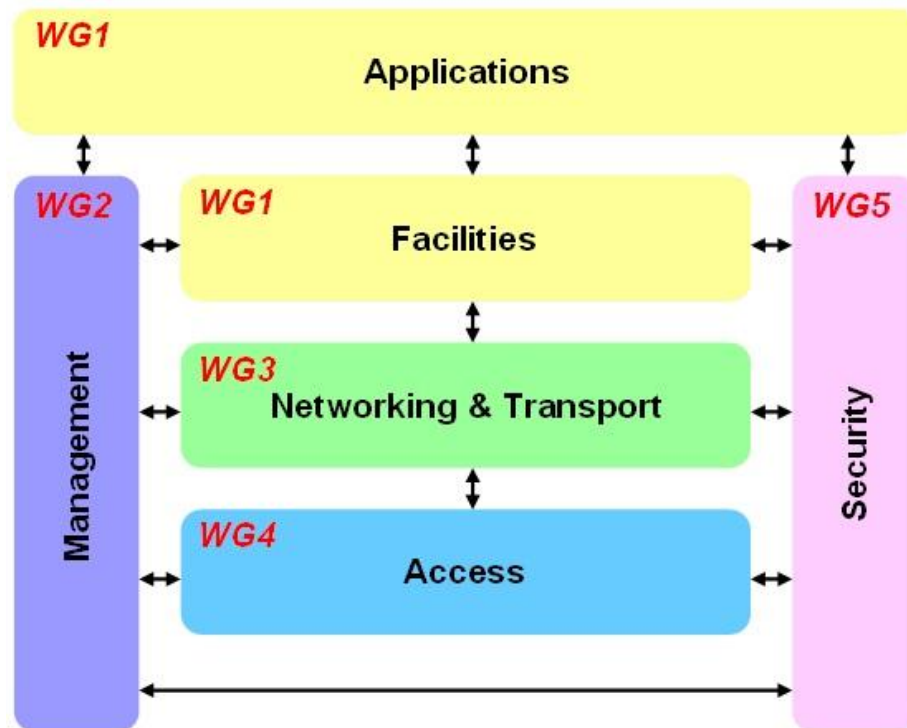 WG1
Applications
WG2
WG1
WG5
Facilities
WG3
Networking & Transport
Management
Security
WG4
Access